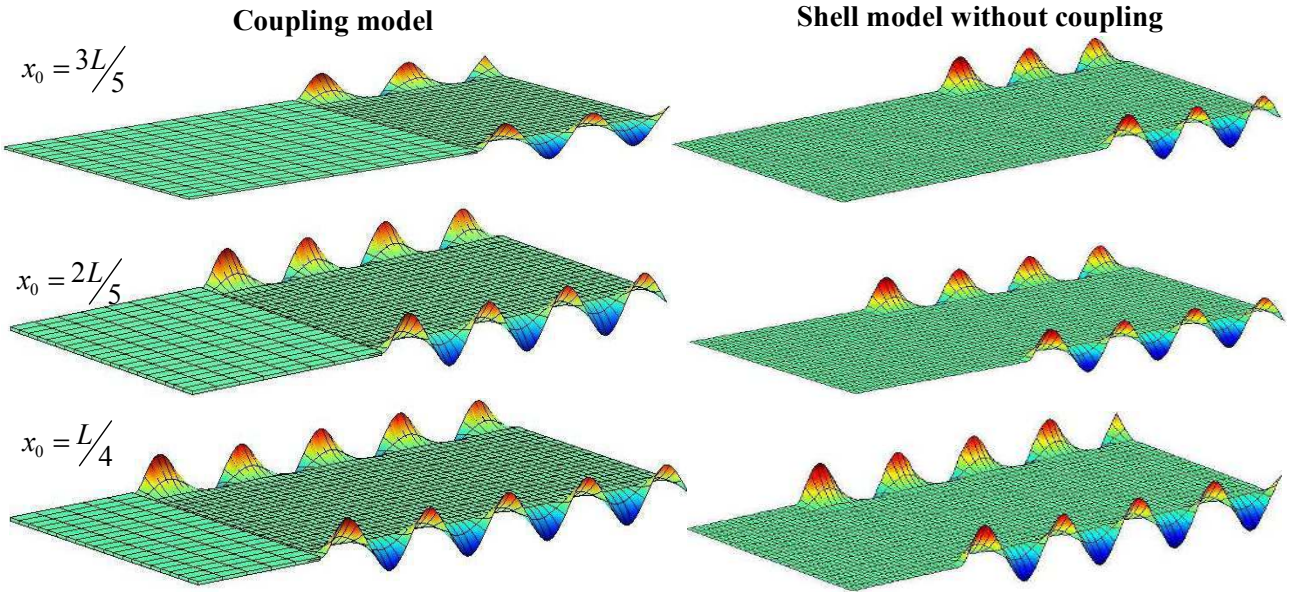 Coupling model
Shell model without coupling
x₀ = 3L/5
x₀ = 2L/5
x₀ = L/4